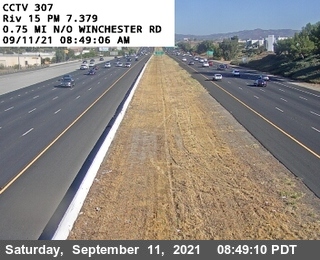 CCTV 307
Riv 15 PM 7.379
0.75 MI N/O WINCHESTER RD
09/11/21 08:49:06 AM
Saturday, September 11, 2021 08:49:10 PDT